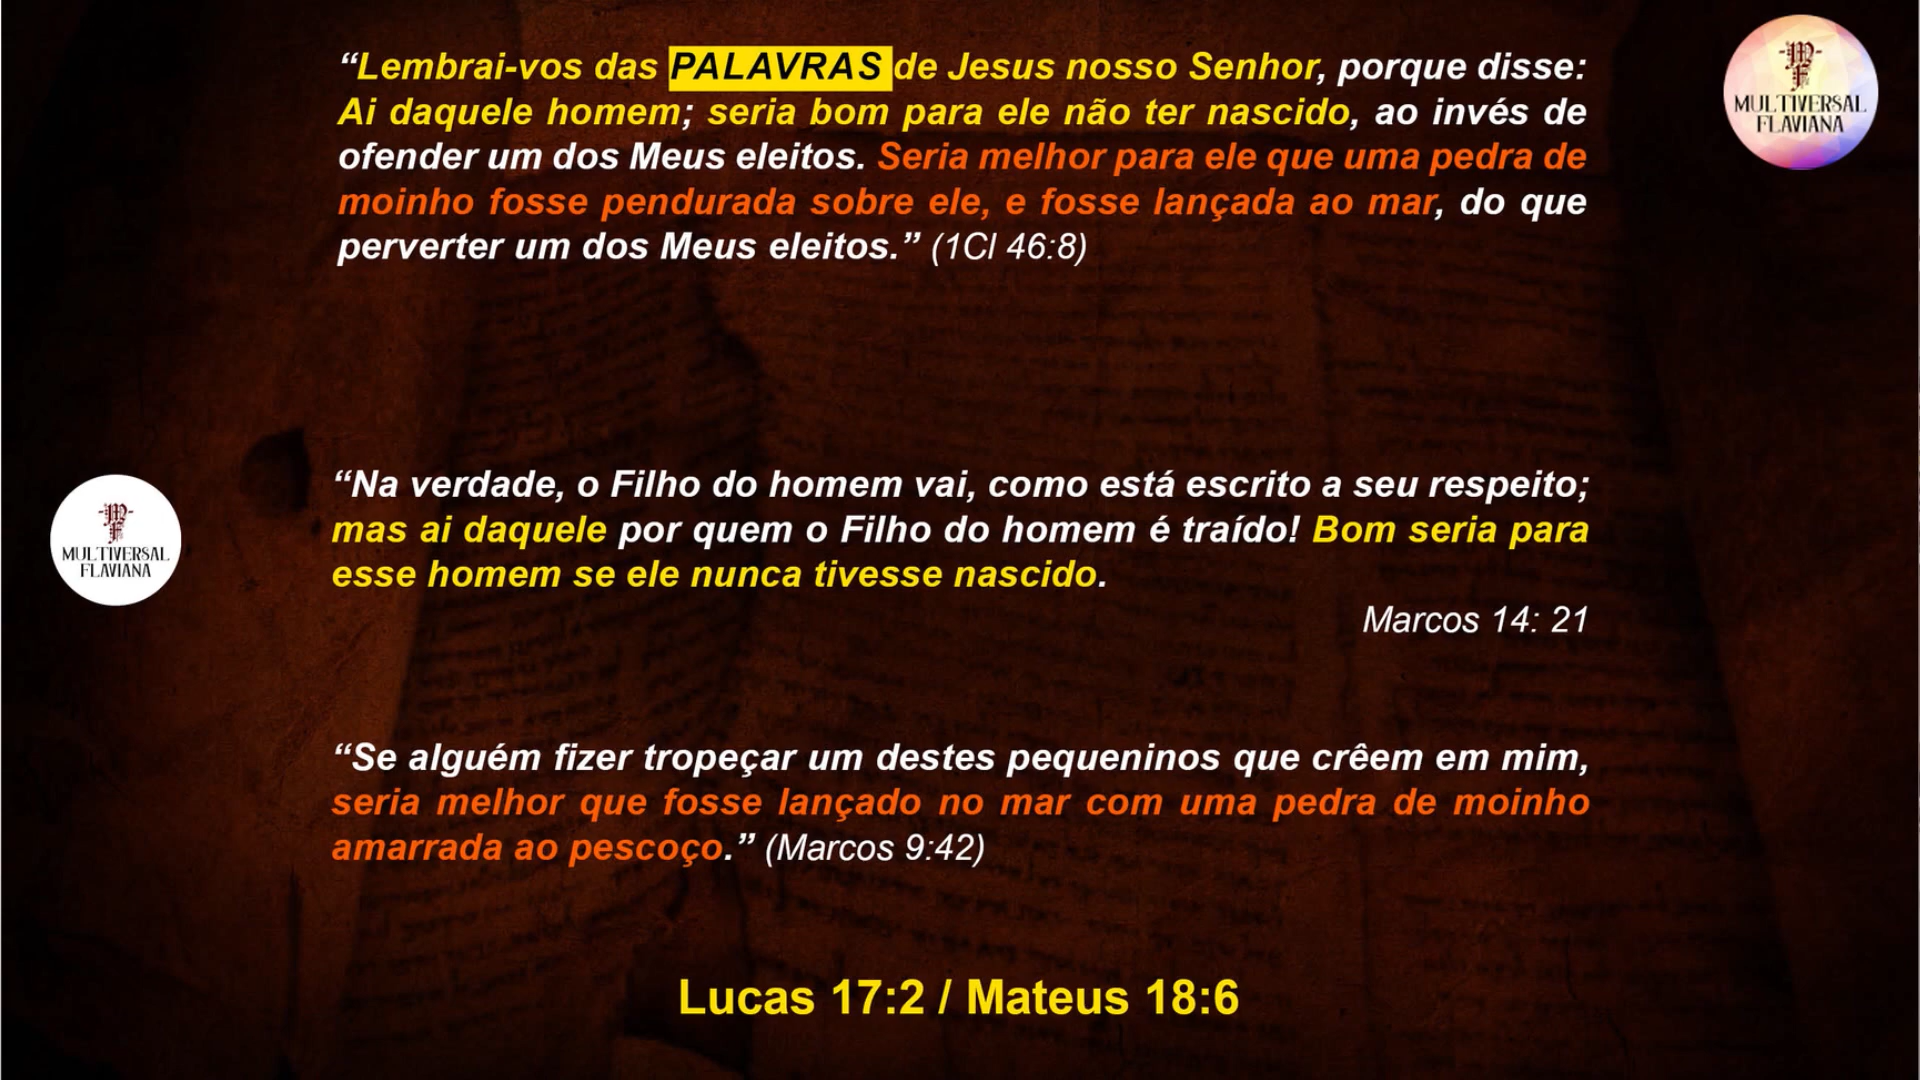 “Lembrai-vos das PALAVRAS de Jesus nosso Senhor, porque disse:
Ai daquele homem; seria bom para ele não ter nascido, ao invés de
ofender um dos Meus eleitos. Seria melhor para ele que uma pedra de
moinho fosse pendurada sobre ele, e fosse lançada ao mar, do que
perverter um dos Meus eleitos.” (1Cl 46:8)
MULTIVERSAL
FLAVIANA
“Na verdade, o Filho do homem vai, como está escrito a seu respeito;
mas ai daquele por quem o Filho do homem é traído! Bom seria para
esse homem se ele nunca tivesse nascido.
Marcos 14: 21
MULTIVERSAL
FLAVIANA
“Se alguém fizer tropeçar um destes pequeninos que crêem em mim,
seria melhor que fosse lançado no mar com uma pedra de moinho
amarrada ao pescoço.” (Marcos 9:42)
Lucas 17:2 / Mateus 18:6